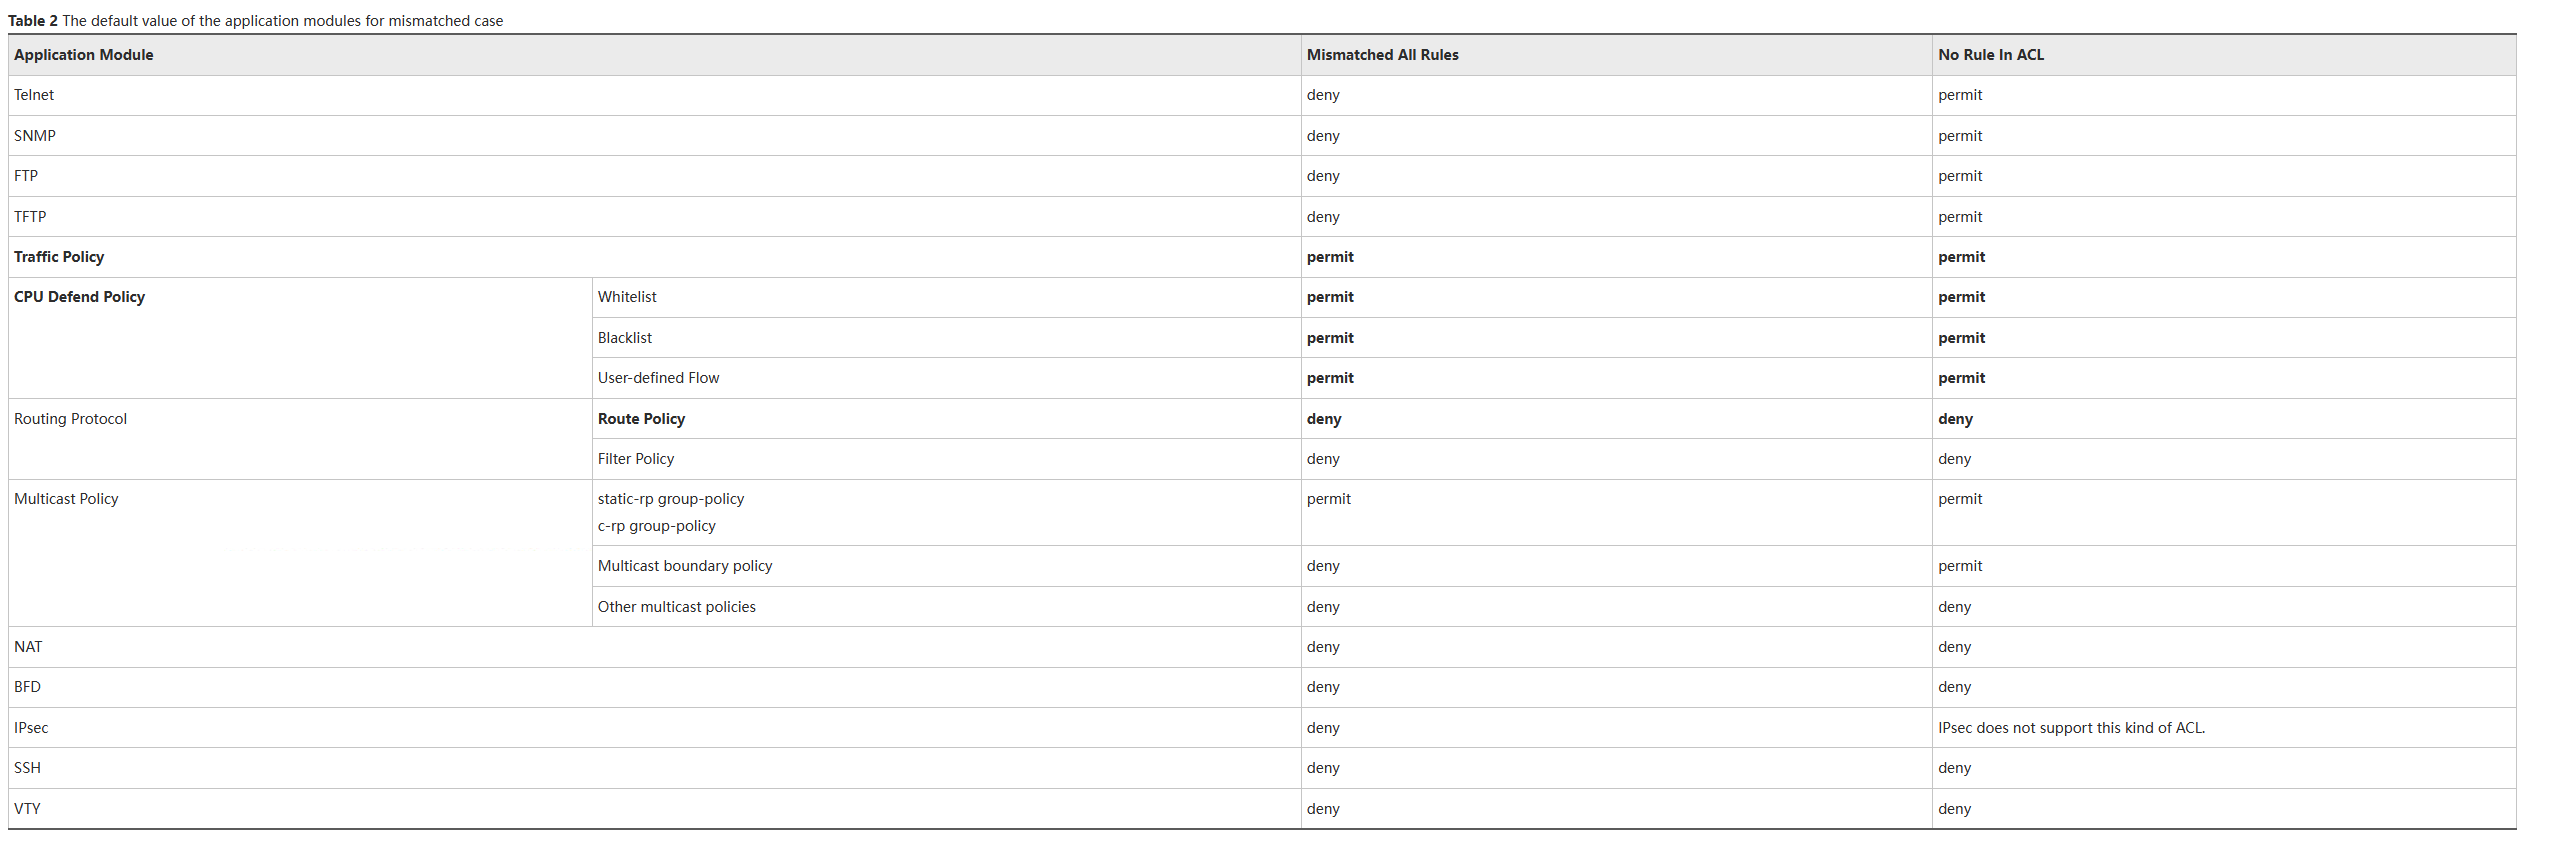 Table 2 The default value of the application modules for mismatched case
Application Module Mismatched All Rules No Rule In ACL
Telnet deny permit
SNMP deny permit
FTP deny permit
TFTP deny permit
Traffic Policy permit permit
CPU Defend Policy Whitelist permit permit
Blacklist permit permit
User-defined Flow permit permit
Routing Protocol Route Policy deny deny
Filter Policy deny deny
Multicast Policy static-rp group-policy permit permit
c-rp group-policy
Multicast boundary policy deny permit
Other multicast policies deny deny
NAT deny deny
BFD deny deny
IPsec deny IPsec does not support this kind of ACL.
SSH deny deny
VTY deny deny